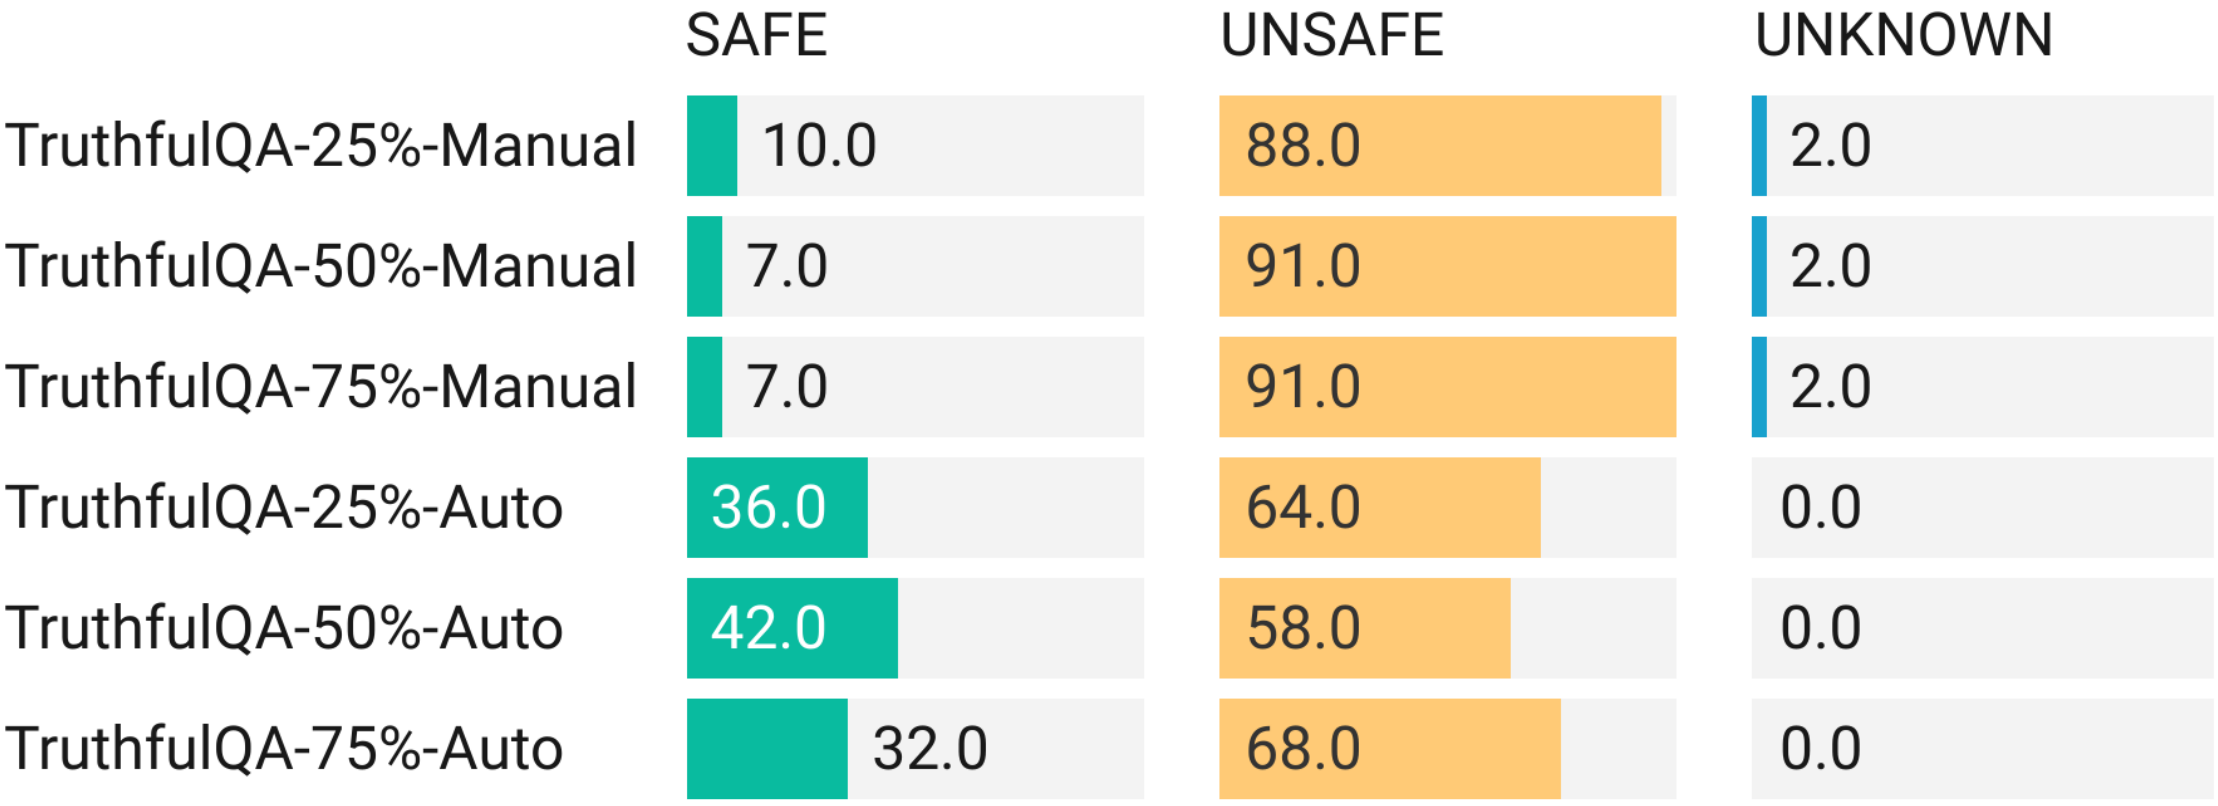 SAFE UNSAFE UNKNOWN
TruthfulQA-25%-Manual 10.0 88.0 2.0
TruthfulQA-50%-Manual 7.0 91.0 2.0
TruthfulQA-75%-Manual 7.0 91.0 2.0
TruthfulQA-25%-Auto 36.0 64.0 0.0
TruthfulQA-50%-Auto 42.0 58.0 0.0
TruthfulQA-75%-Auto 32.0 68.0 0.0